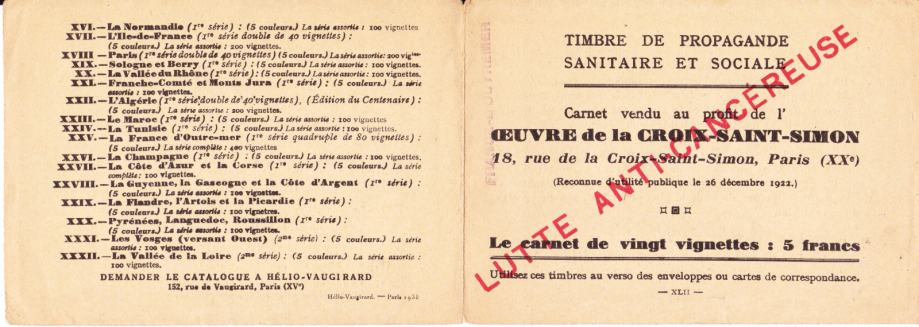 XVI.—La Normandie (1re série) : (5 couleurs.) La série assortie : 100 vignettes
XVII.—L'Ile-de-France (1re série double de 40 vignettes) :
(5 couleurs.) La série assortie : 200 vignettes.
XVIII—Paris (1re série double de 40 vignettes) (5 couleurs.) La série assortie: 200 vignettes
XIX.—Sologne et Berry (1re série) : (5 couleurs.) La série assortie : 100 vignettes.
XX.—La Vallée du Rhône (1re série) : (5 couleurs.) La série assortie : 100 vignettes.
XXI.—Franche-Comté et Monts Jura (1re série) : (5 couleurs.) La série
assortie : 100 vignettes.
XXII.—L'Algérie (1re série double de 40 vignettes), (Édition du Centenaire) :
(5 couleurs.) La série assortie : 200 vignettes.
XXIII.—Le Maroc (1re série) : (5 couleurs.) La série assortie : 100 vignettes
XXIV.—La Tunisie (1re série) : (5 couleurs.) La série assortie : 100 vignettes.
XXV.—La France d'Outre-mer (1re série quadruple de 80 vignettes) :
(5 couleurs.) La série complète : 400 vignettes
XXVI.—La Champagne (1re série) : (5 couleurs.) La série assortie : 100 vignettes.
XXVII.—La Côte d'Azur et la Corse (1re série) : (5 couleurs.) La série
complète : 100 vignettes.
XXVIII.—La Guyenne, la Gascogne et la Côte d'Argent (1re série) :
(5 couleurs.) La série assortie : 100 vignettes.
XXIX.—La Flandre, l'Artois et la Picardie (1re série) :
(5 couleurs.) La série assortie : 100 vignettes.
XXX.—Pyrénées, Languedoc, Roussillon (1re série) :
(5 couleurs.) La série assortie : 100 vignettes.
XXXI.—Les Vosges (versant Ouest) (2me série) : (5 couleurs.) La série
assortie : 100 vignettes.
XXXII.—La Vallée de la Loire (2me série) : (5 couleurs.) La série assortie :
100 vignettes.
DEMANDER LE CATALOGUE A HÉLIO-VAUGIRARD
152, rue de Vaugirard, Paris (XVe)
Hélio-Vaugirard. — Paris
TIMBRE DE PROPAGANDE
SANITAIRE ET SOCIALE
Carnet vendu au profit de l'
ŒUVRE de la CROIX-SAINT-SIMON
18, rue de la Croix-Saint-Simon, Paris (XXe)
(Reconnue d'utilité publique le 26 décembre 1922.)
LUTTE ANTI-CANCÉREUSE
Le carnet de vingt vignettes : 5 francs
Utilisez ces timbres au verso des enveloppes ou cartes de correspondance.
— XLII —